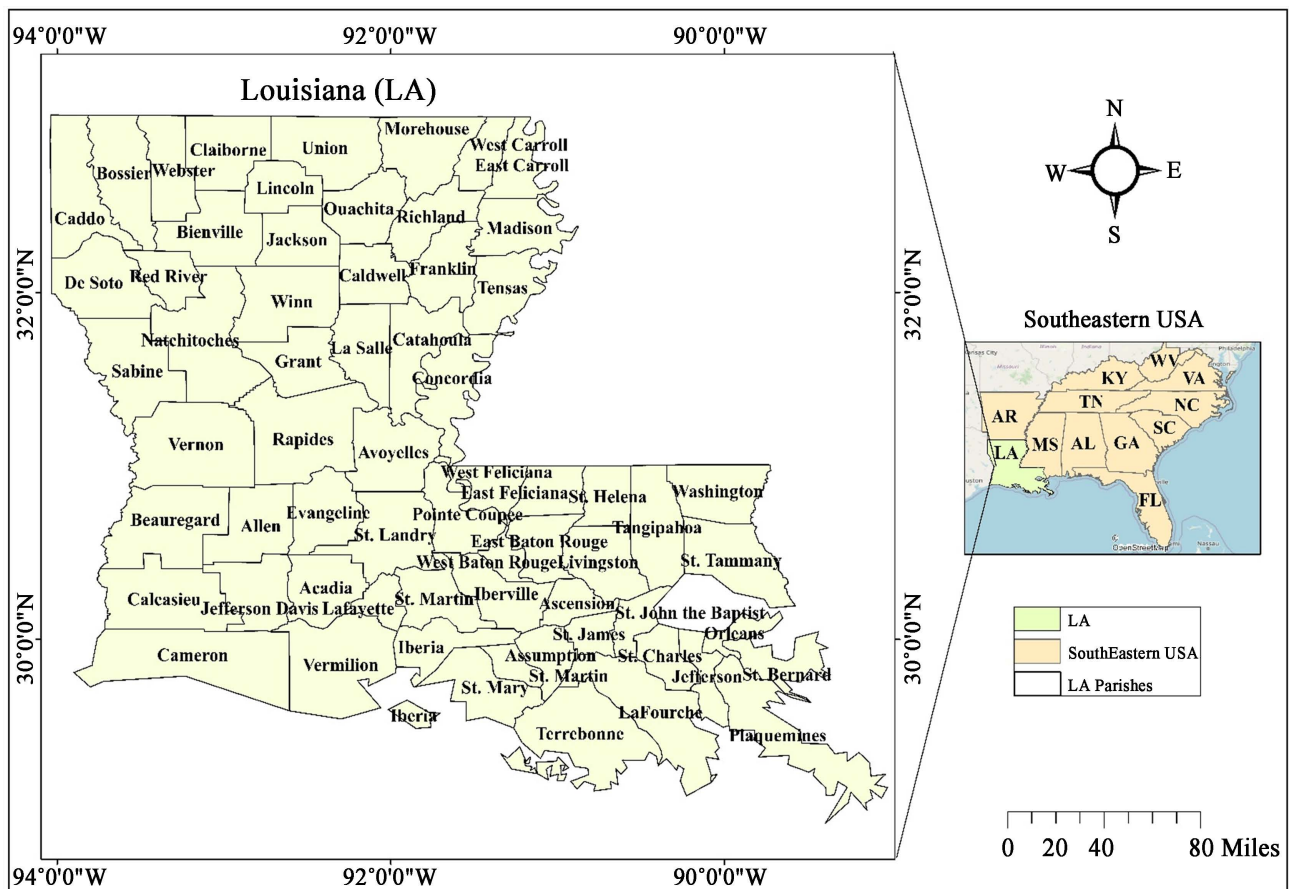 94°0'0"W 92°0'0"W 90°0'0"W
Louisiana (LA)
Morehouse
West Carroll
Claiborne Union
East Carroll
Bossier Webster
Lincoln
Ouachita
Richland
Caddo
Madison
Bienville
Jackson
Franklin
Caldwell
Red River
De Soto
Tensas
Winn
Natchitoches
Catahoula
La Salle
Grant
Sabine
Concordia
Rapides
Vernon
Avoyelles
West Feliciana
East Feliciana
St. Helena
Washington
Evangeline
Pointe Coupee
Beauregard
Allen
Tangipahoa
St. Landry
East Baton Rouge
West Baton Rouge
Livingston
St. Tammany
Acadia
Iberville
Calcasieu
St. Martin
Ascension
Jefferson Davis
Lafayette
St. John the Baptist
St. James
Orleans
Iberia
Cameron
Assumption
St. Charles
Vermilion
St. Martin
Jefferson
St. Bernard
St. Mary
LaFourche
Iberia
Terrebonne
Plaquemines
94°0'0"W 92°0'0"W 90°0'0"W
32°0'0"N
30°0'0"N
32°0'0"N
30°0'0"N
N
W E
S
Southeastern USA
Philadelphia
WV
KY VA
TN
NC
AR
SC
MS AL GA
LA
FL
Nassau
OpenStreetMap
LA
SouthEastern USA
LA Parishes
0 20 40 80 Miles